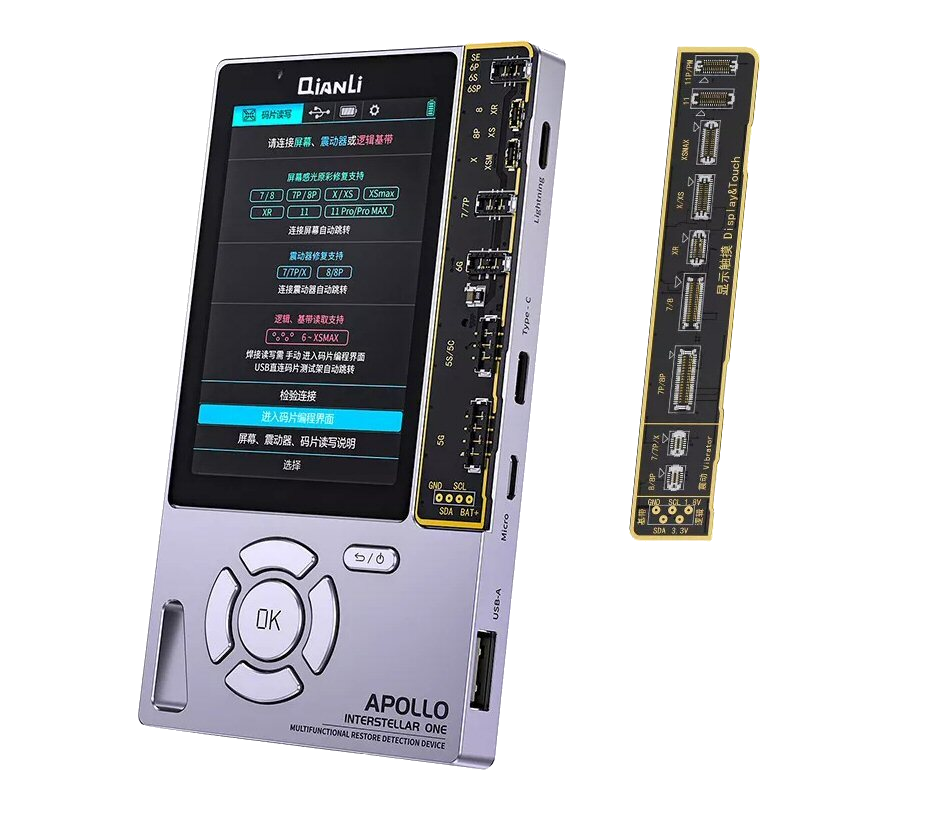 QIANLI
码片读写
请连接屏幕、震动器或逻辑基带
屏幕感光原彩修复支持
7 / 8 7P / 8P X / XS XSmax
XR 11 11 Pro/Pro MAX
连接屏幕自动跳转
震动器修复支持
7/7P/X 8/8P
连接震动器自动跳转
逻辑、基带读取支持
6 ~ XSMAX
焊接读写需 手动 进入码片编程界面
USB直连码片测试架自动跳转
检验连接
进入码片编程界面
屏幕、震动器、码片读写说明
选择
SE
6P
6S
6SP
8 XR
8P XS
X XSM
7/7P
6G
5S/5C
5G
GND SCL
SDA BAT+
Lightning
Type - C
Micro
USB-A
OK
APOLLO
INTERSTELLAR ONE
MULTIFUNCTIONAL RESTORE DETECTION DEVICE
11P/PM
11
XSMAX
X/XS
XR
7/8
7P/8P
显示触摸 Display&Touch
7/7P/X
8/8P
震动 Vibrator
GND SCL 1.8V
基带
逻辑
SDA 3.3V